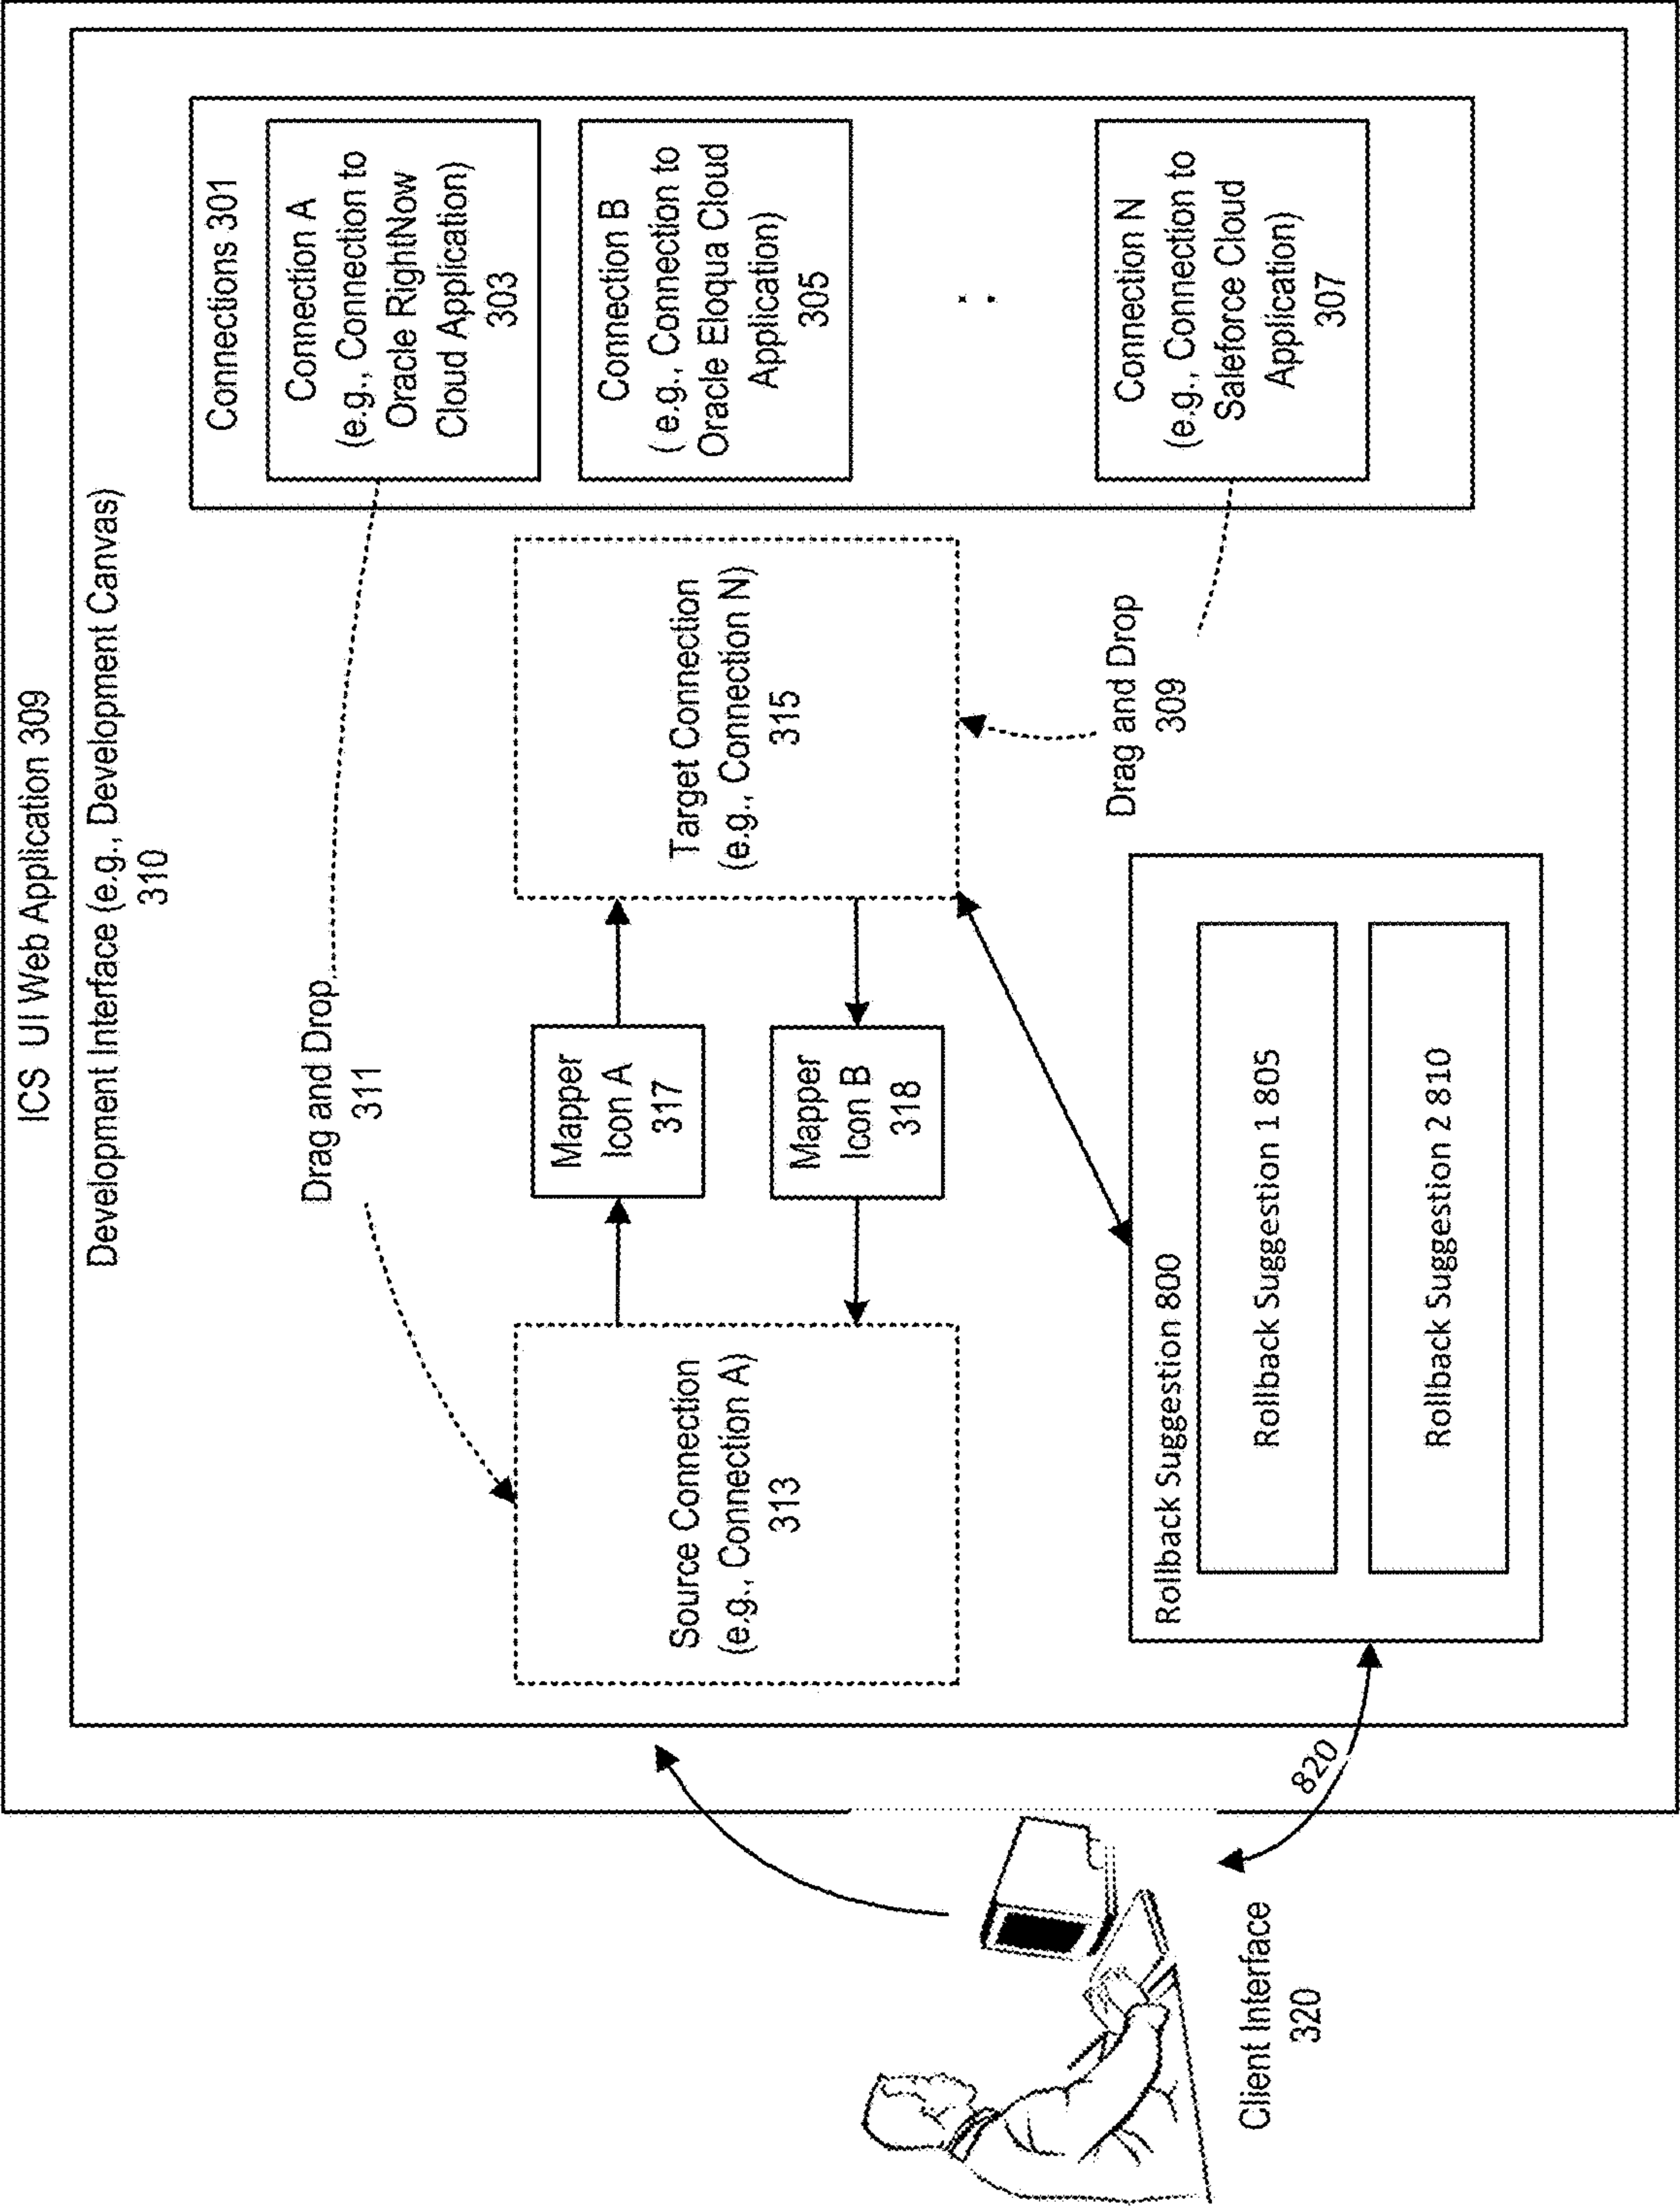 ICS UI Web Application 309
Development Interface (e.g., Development Canvas)
310
Drag and Drop
311
Source Connection
(e.g., Connection A)
313
Mapper
Icon A
317
Mapper
Icon B
318
Target Connection
(e.g., Connection N)
315
Drag and Drop
309
Connections 301
Connection A
(e.g., Connection to
Oracle RightNow
Cloud Application)
303
Connection B
( e.g., Connection to
Oracle Eloqua Cloud
Application)
305
Connection N
(e.g., Connection to
Saleforce Cloud
Application)
307
Rollback Suggestion 800
Rollback Suggestion 1 805
Rollback Suggestion 2 810
820
Client Interface
320